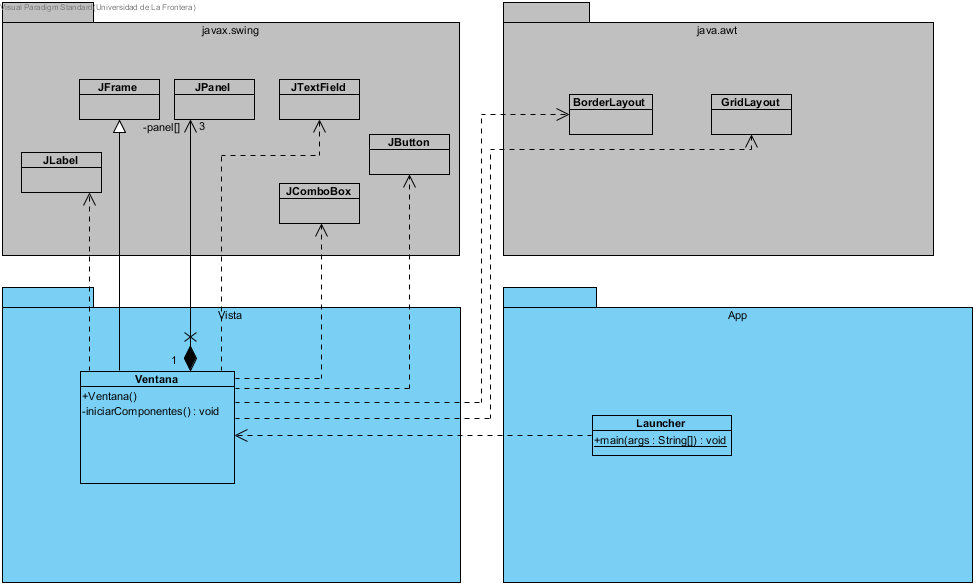 Visual Paradigm Standard(Universidad de La Frontera)
javax.swing
java.awt
JFrame
JPanel
JTextField
BorderLayout
GridLayout
-panel[]
3
JButton
JLabel
JComboBox
Vista
App
1
Ventana
+Ventana()
-iniciarComponentes() : void
Launcher
+main(args : String[]) : void